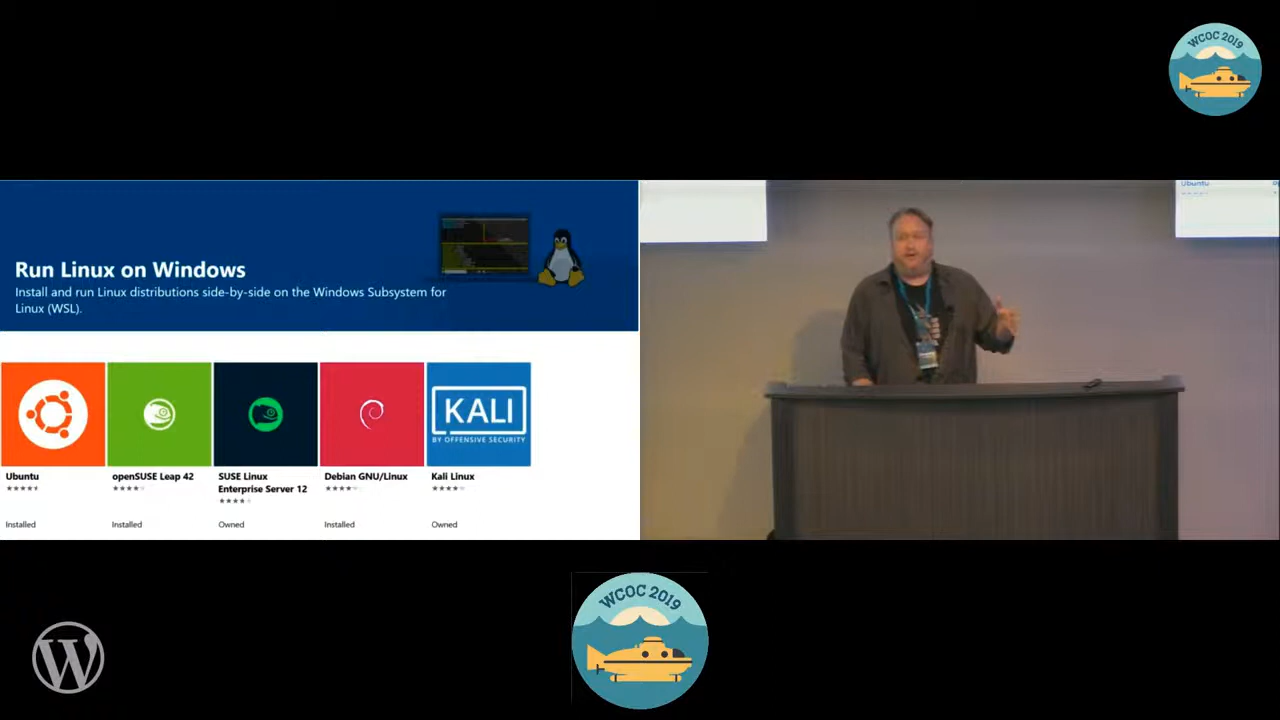 WCOC 2019
Run Linux on Windows
Install and run Linux distributions side-by-side on the Windows Subsystem for
Linux (WSL).
KALI
BY OFFENSIVE SECURITY
Ubuntu
openSUSE Leap 42
SUSE Linux
Enterprise Server 12
Debian GNU/Linux
Kali Linux
Installed
Installed
Owned
Installed
Owned
Ubuntu
WCOC 2019
W